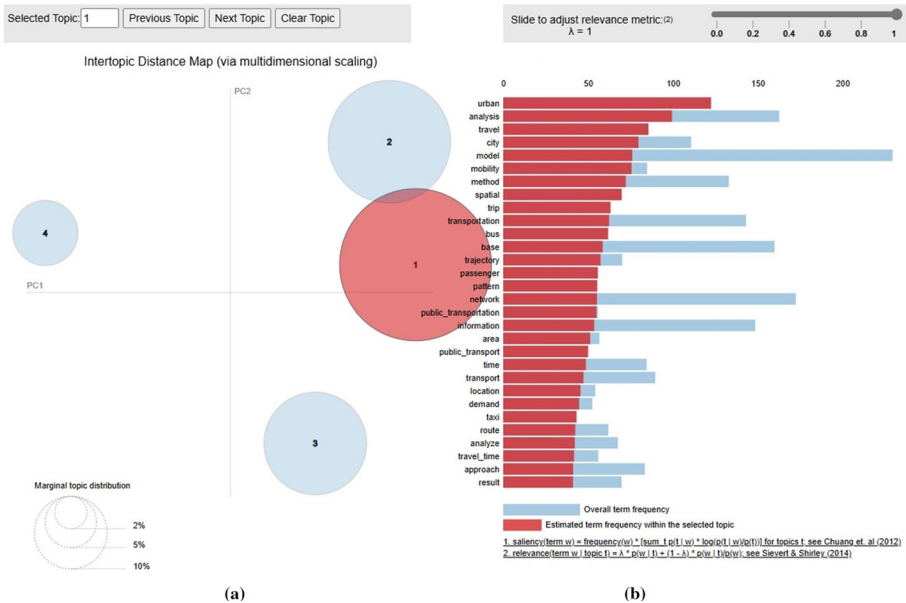 Selected Topic: 1 Previous Topic Next Topic Clear Topic
Slide to adjust relevance metric:(2)
λ = 1
0.0 0.2 0.4 0.6 0.8 1
Intertopic Distance Map (via multidimensional scaling)
PC2
PC1
2
1
4
3
Marginal topic distribution
2%
5%
10%
0 50 100 150 200
urban
analysis
travel
city
model
mobility
method
spatial
trip
transportation
bus
base
trajectory
passenger
pattern
network
public_transportation
information
area
public_transport
time
transport
location
demand
taxi
route
analyze
travel_time
approach
result
Overall term frequency
Estimated term frequency within the selected topic
1. saliency(term w) = frequency(w) * [sum_t p(t | w) * log(p(t | w)/p(t))] for topics t; see Chuang et. al (2012)
2. relevance(term w | topic t) = λ * p(w | t) + (1 - λ) * p(w | t)/p(w); see Sievert & Shirley (2014)
(a)
(b)